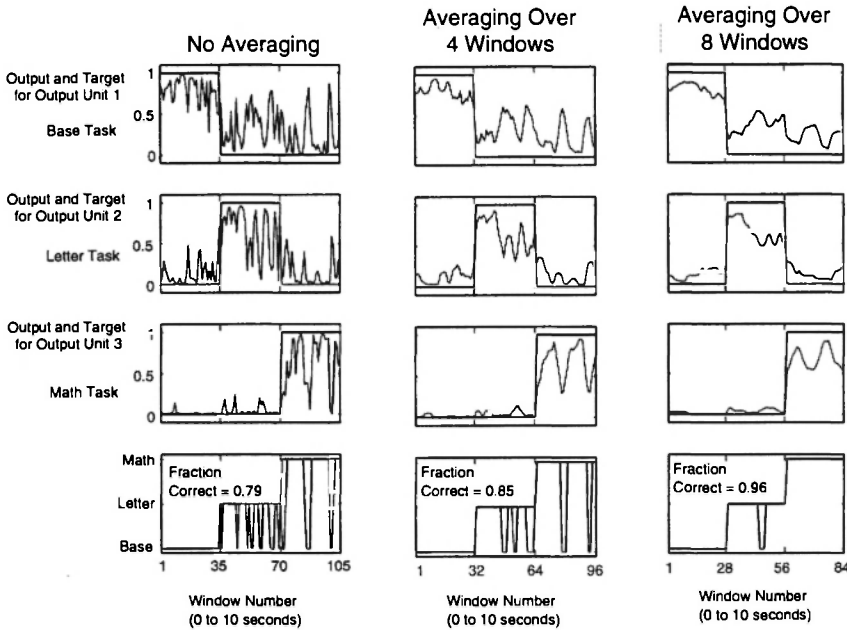 No Averaging
Averaging Over
4 Windows
Averaging Over
8 Windows
Output and Target
for Output Unit 1
Base Task
1
0.5
0
Output and Target
for Output Unit 2
Letter Task
1
0.5
0
Output and Target
for Output Unit 3
Math Task
1
0.5
0
Math
Letter
Base
Fraction
Correct = 0.79
Fraction
Correct = 0.85
Fraction
Correct = 0.96
1 35 70 105
1 32 64 96
1 28 56 84
Window Number
(0 to 10 seconds)
Window Number
(0 to 10 seconds)
Window Number
(0 to 10 seconds)